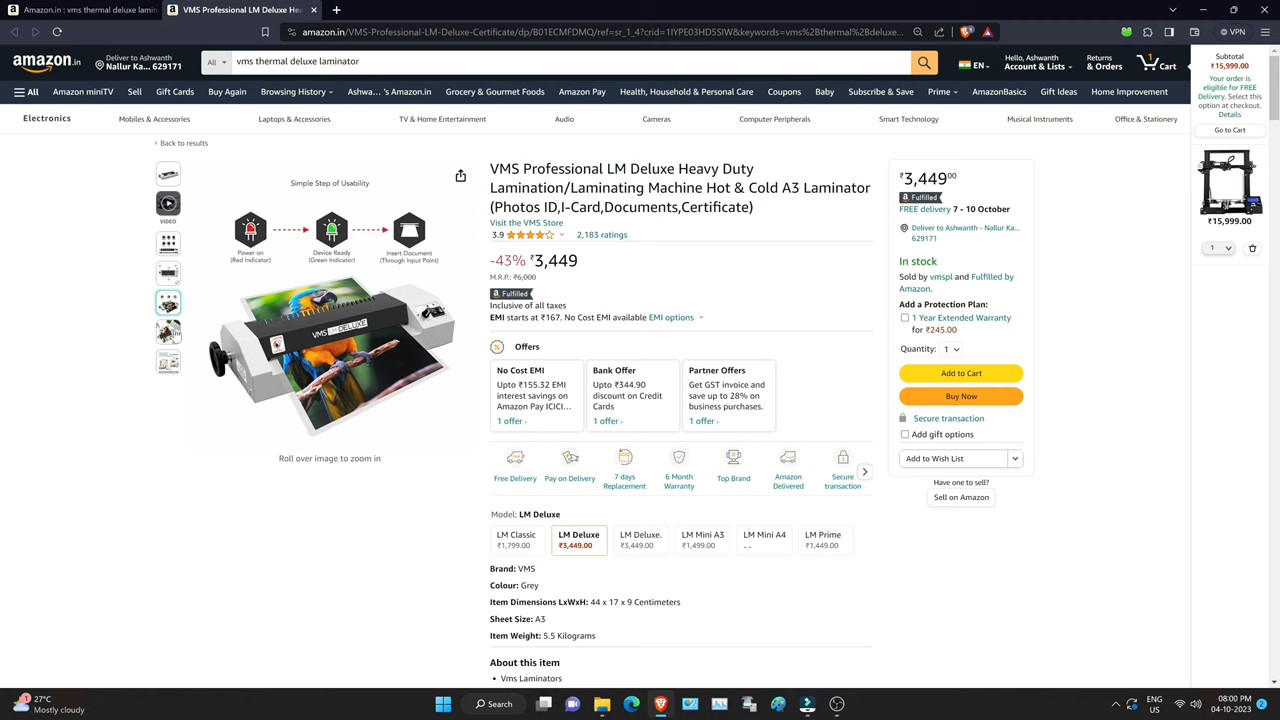 Amazon.in : vms thermal laminat
VMS Professional LM Deluxe He
amazon.in/VMS-Professional-LM-Deluxe-Certificate/dp/B01ECMFDMQ/ref=sr_1_4?crid=1IYPE03HD5SIW&keywords=vms%2Bthermal%2Bdeluxe...
VPN
amazon.in
Deliver to Ashwanth
Nallur Ka... 629171
All
vms thermal deluxe laminator
EN
Hello, Ashwanth
Account & Lists
Returns
& Orders
1
Cart
All
Amazon miniTV
Sell
Gift Cards
Buy Again
Browsing History
Ashwa... 's Amazon.in
Grocery & Gourmet Foods
Amazon Pay
Health, Household & Personal Care
Coupons
Baby
Subscribe & Save
Prime
AmazonBasics
Gift Ideas
Home Improvement
Electronics
Mobiles & Accessories
Laptops & Accessories
TV & Home Entertainment
Audio
Cameras
Computer Peripherals
Smart Technology
Musical Instruments
Office & Stationery
Subtotal
₹15,999.00
Your order is
eligible for FREE
Delivery. Select this
option at checkout.
Details
Go to Cart
₹15,999.00
1
‹ Back to results
VIDEO
Simple Step of Usability
Power on
(Red Indicator)
Device Ready
(Green Indicator)
Insert Document
(Through Input Point)
VMS LM DELUXE
Roll over image to zoom in
VMS Professional LM Deluxe Heavy Duty
Lamination/Laminating Machine Hot & Cold A3 Laminator
(Photos ID,I-Card,Documents,Certificate)
Visit the VMS Store
3.9
2,183 ratings
-43% ₹3,449
M.R.P.: ₹6,000
Fulfilled
Inclusive of all taxes
EMI starts at ₹167. No Cost EMI available EMI options
Offers
No Cost EMI
Upto ₹155.32 EMI
interest savings on
Amazon Pay ICICI...
1 offer ›
Bank Offer
Upto ₹344.90
discount on Credit
Cards
1 offer ›
Partner Offers
Get GST invoice and
save up to 28% on
business purchases.
1 offer ›
Free Delivery
Pay on Delivery
7 days
Replacement
6 Month
Warranty
Top Brand
Amazon
Delivered
Secure
transaction
Model: LM Deluxe
LM Classic
₹1,799.00
LM Deluxe
₹3,449.00
LM Deluxe.
₹3,449.00
LM Mini A3
₹1,499.00
LM Mini A4
- -
LM Prime
₹1,449.00
Brand: VMS
Colour: Grey
Item Dimensions LxWxH: 44 x 17 x 9 Centimeters
Sheet Size: A3
Item Weight: 5.5 Kilograms
About this item
• Vms Laminators
₹3,449.00
Fulfilled
FREE delivery 7 - 10 October
Deliver to Ashwanth - Nallur Ka...
629171
In stock
Sold by vmspl and Fulfilled by
Amazon.
Add a Protection Plan:
1 Year Extended Warranty
for ₹245.00
Quantity: 1
Add to Cart
Buy Now
Secure transaction
Add gift options
Add to Wish List
Have one to sell?
Sell on Amazon
1
27°C
Mostly cloudy
Search
ENG
US
08:00 PM
04-10-2023
2